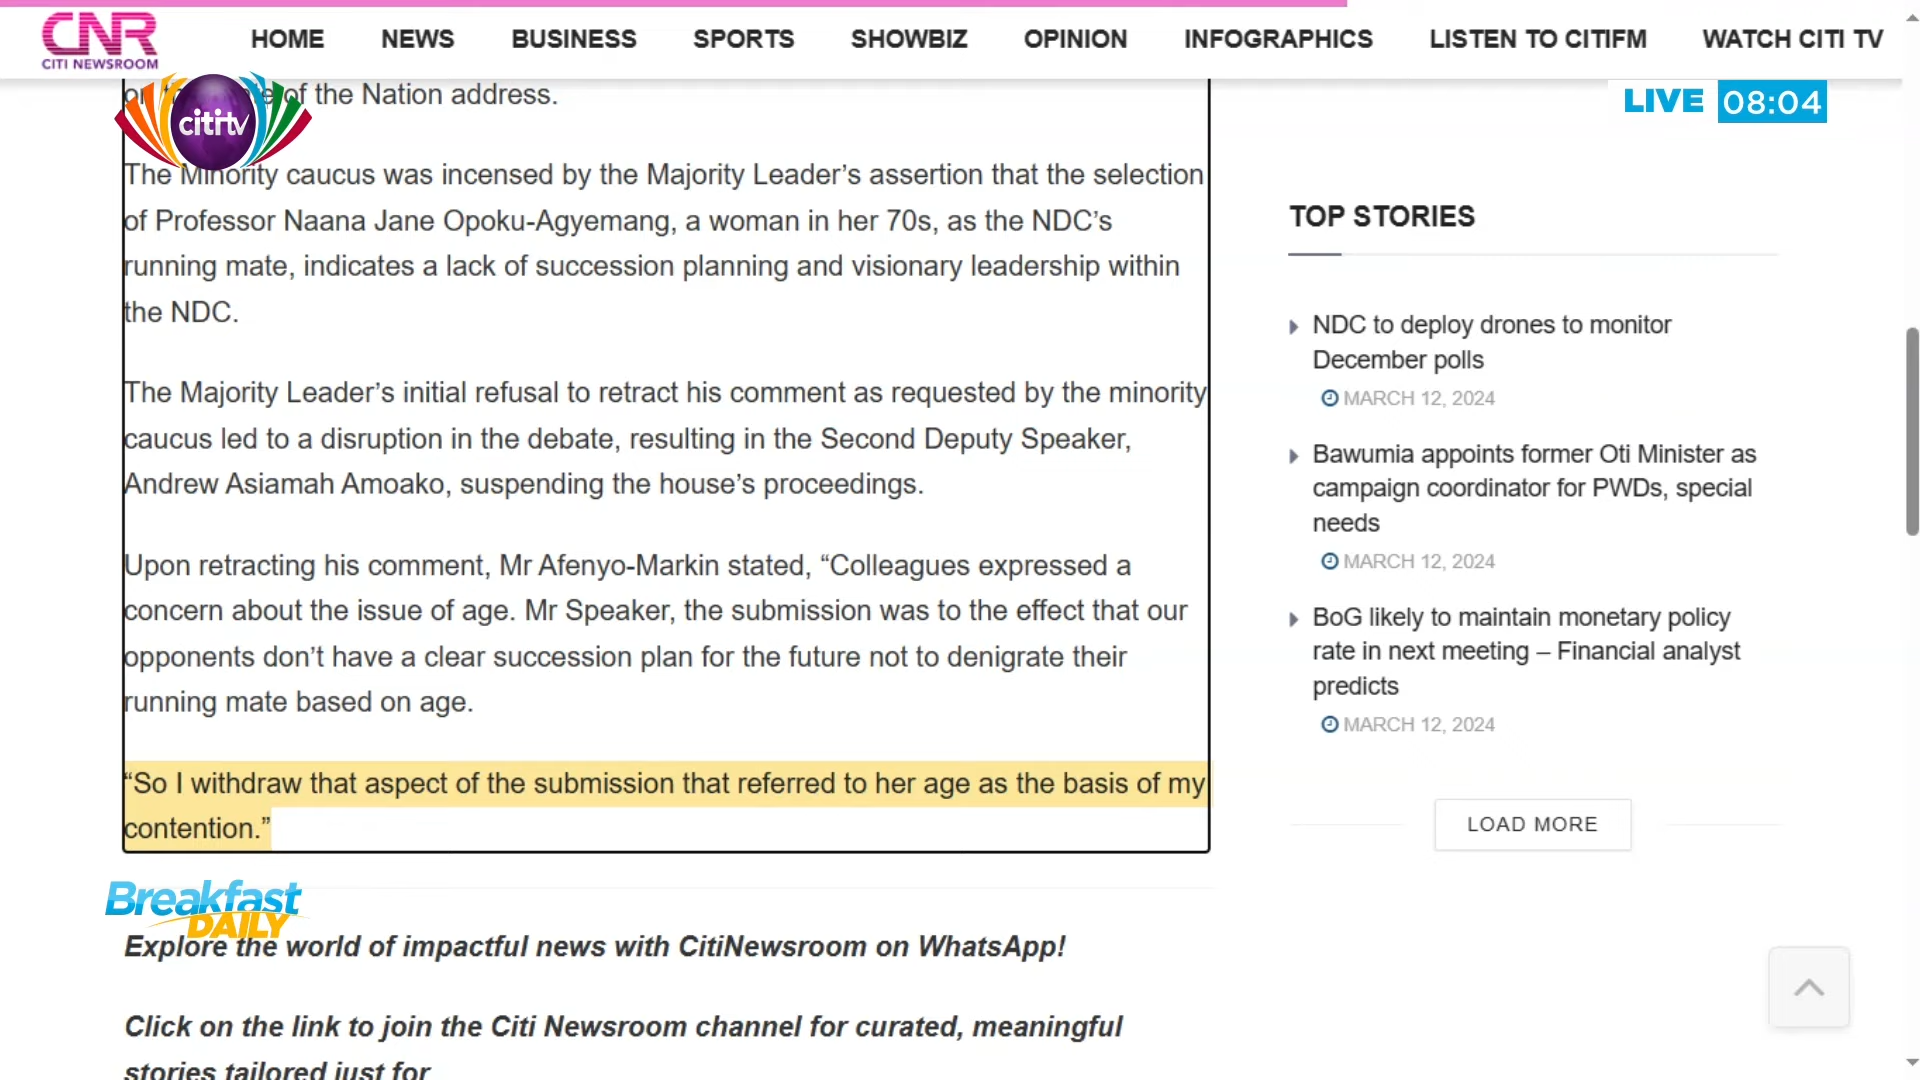 CNR
CITI NEWSROOM
HOME NEWS BUSINESS SPORTS SHOWBIZ OPINION INFOGRAPHICS LISTEN TO CITIFM WATCH CITI TV
LIVE 08:04
of the Nation address.
cititv
The Minority caucus was incensed by the Majority Leader’s assertion that the selection
of Professor Naana Jane Opoku-Agyemang, a woman in her 70s, as the NDC’s
running mate, indicates a lack of succession planning and visionary leadership within
the NDC.
The Majority Leader’s initial refusal to retract his comment as requested by the minority
caucus led to a disruption in the debate, resulting in the Second Deputy Speaker,
Andrew Asiamah Amoako, suspending the house’s proceedings.
Upon retracting his comment, Mr Afenyo-Markin stated, “Colleagues expressed a
concern about the issue of age. Mr Speaker, the submission was to the effect that our
opponents don’t have a clear succession plan for the future not to denigrate their
running mate based on age.
“So I withdraw that aspect of the submission that referred to her age as the basis of my
contention.”
Breakfast
DAILY
Explore the world of impactful news with CitiNewsroom on WhatsApp!
Click on the link to join the Citi Newsroom channel for curated, meaningful
stories tailored just for
TOP STORIES
NDC to deploy drones to monitor
December polls
MARCH 12, 2024
Bawumia appoints former Oti Minister as
campaign coordinator for PWDs, special
needs
MARCH 12, 2024
BoG likely to maintain monetary policy
rate in next meeting – Financial analyst
predicts
MARCH 12, 2024
LOAD MORE